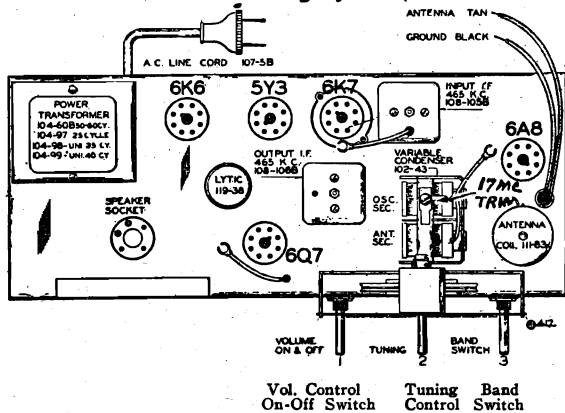 ANTENNA TAN
GROUND BLACK
A.C. LINE CORD 107-5B
6K6
5Y3
6K7
INPUT I.F.
465 K.C.
108-105B
6A8
POWER
TRANSFORMER
104-60B 50-60CY.
104-97 25 CYCLE
104-98-UNI 25 CY.
104-99-UNI. 40 CY
OUTPUT I.F.
465 K.C.
108-106B
VARIABLE
CONDENSER
102-43
17MC
TRIM.
LYTIC
119-38
SPEAKER
SOCKET
OSC.
SEC.
ANT.
SEC.
ANTENNA
COIL 111-83
6Q7
VOLUME
ON & OFF
TUNING
BAND
SWITCH
1
2
3
Vol. Control
On-Off Switch
Tuning
Control
Band
Switch